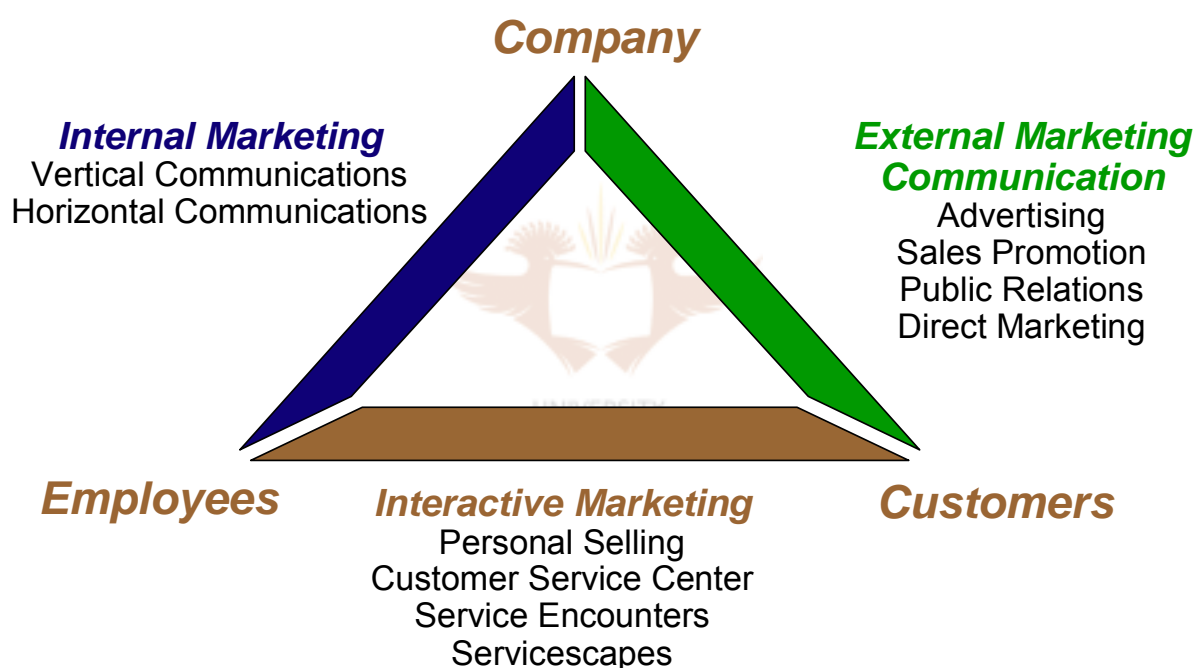 Company
Internal Marketing
Vertical Communications
Horizontal Communications
External Marketing
Communication
Advertising
Sales Promotion
Public Relations
Direct Marketing
UNIVERSITY
Employees
Interactive Marketing
Personal Selling
Customer Service Center
Service Encounters
Servicescapes
Customers